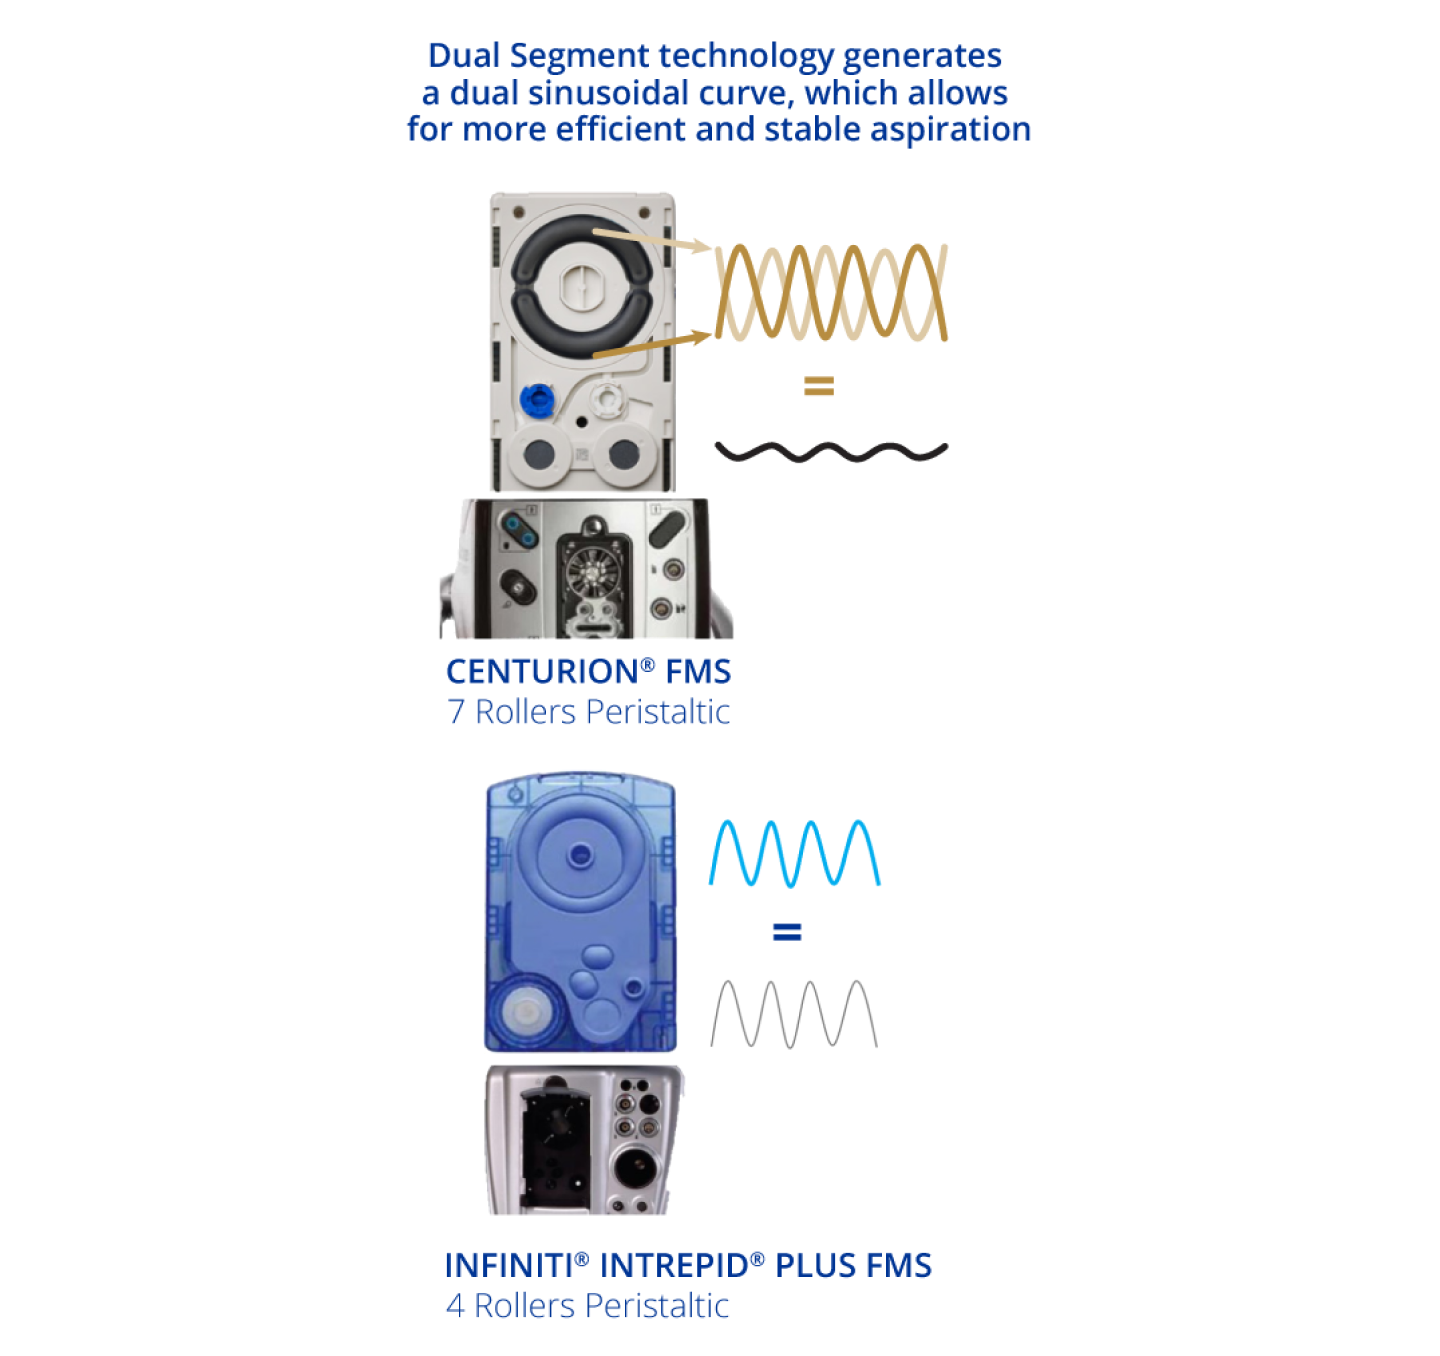 Dual Segment technology generates
a dual sinusoidal curve, which allows
for more efficient and stable aspiration
=
CENTURION® FMS
7 Rollers Peristaltic
=
INFINITI® INTREPID® PLUS FMS
4 Rollers Peristaltic